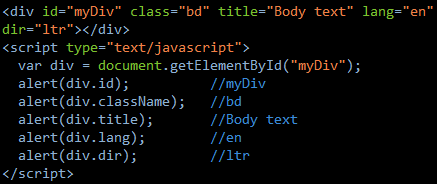 <div id="myDiv" class="bd" title="Body text" lang="en"
dir="ltr"></div>
<script type="text/javascript">
  var div = document.getElementById("myDiv");
  alert(div.id);           //myDiv
  alert(div.className);    //bd
  alert(div.title);        //Body text
  alert(div.lang);         //en
  alert(div.dir);          //ltr
</script>